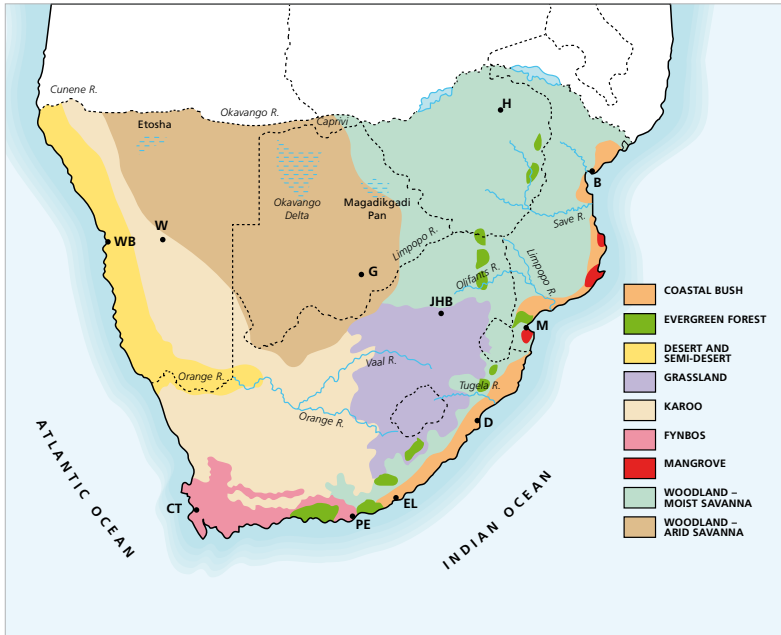 Cunene R.
Etosha
Okavango R.
Caprivi
H
Okavango
Delta
Magadikgadi
Pan
B
WB
W
Limpopo R.
Save R.
G
Olifants R.
Limpopo R.
JHB
M
Vaal R.
Orange R.
Tugela R.
Orange R.
D
CT
PE
EL
ATLANTIC OCEAN
INDIAN OCEAN
COASTAL BUSH
EVERGREEN FOREST
DESERT AND
SEMI-DESERT
GRASSLAND
KAROO
FYNBOS
MANGROVE
WOODLAND –
MOIST SAVANNA
WOODLAND –
ARID SAVANNA